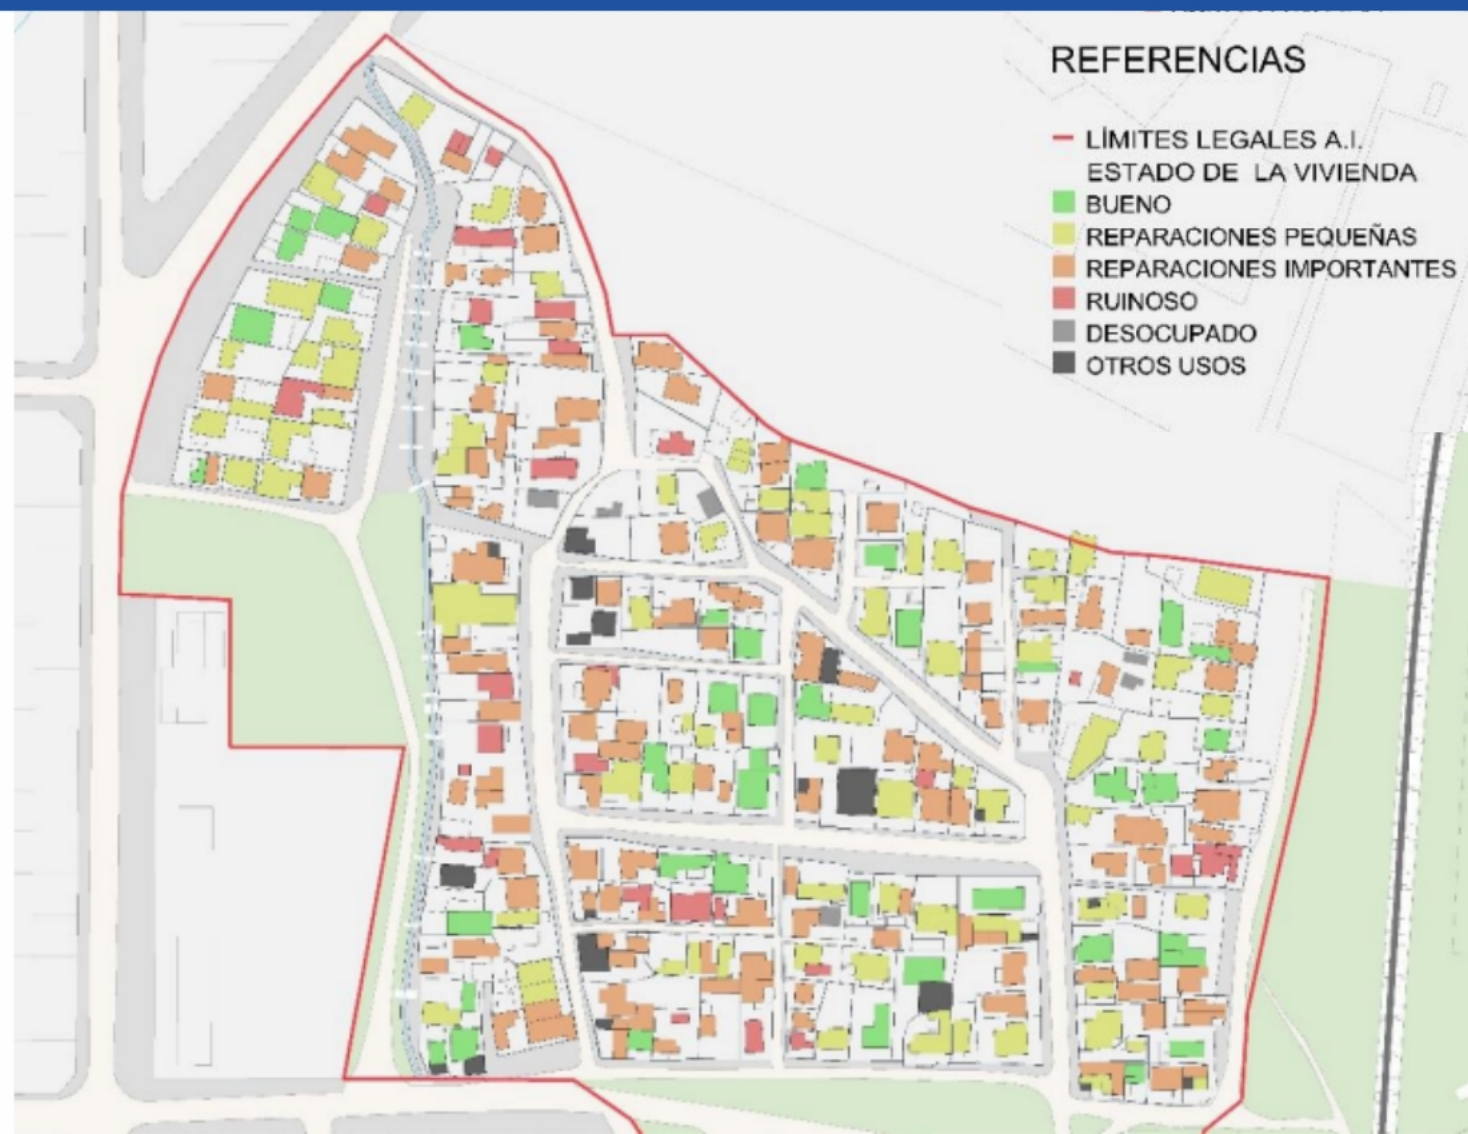 REFERENCIAS
LÍMITES LEGALES A.I.
ESTADO DE LA VIVIENDA
BUENO
REPARACIONES PEQUEÑAS
REPARACIONES IMPORTANTES
RUINOSO
DESOCUPADO
OTROS USOS